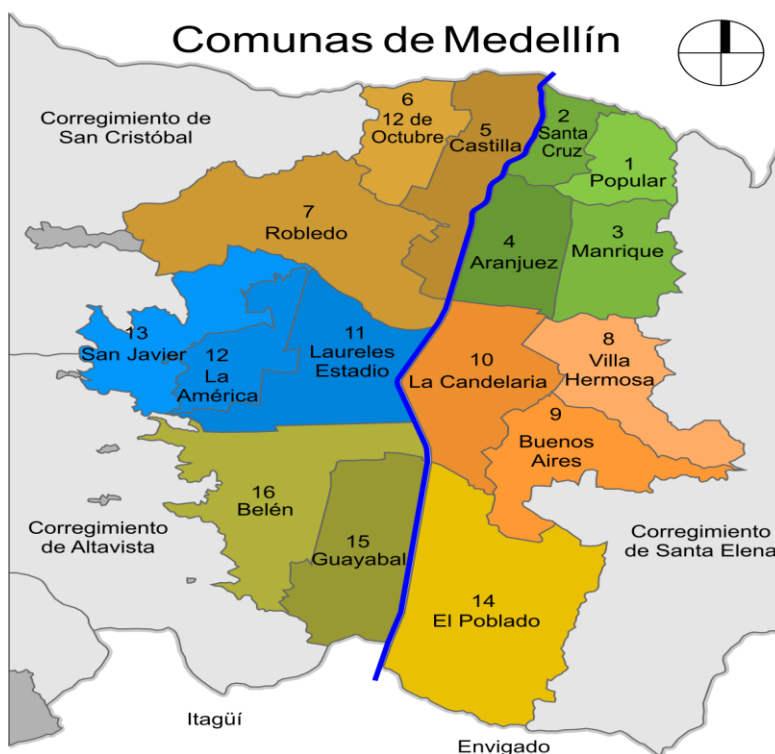 Comunas de Medellín
Corregimiento de
San Cristóbal
6
12 de
Octubre
5
Castilla
2
Santa
Cruz
1
Popular
7
Robledo
4
Aranjuez
3
Manrique
13
San Javier
12
La
América
11
Laureles
Estadio
10
La Candelaria
8
Villa
Hermosa
9
Buenos
Aires
16
Belén
15
Guayabal
Corregimiento
de Altavista
Corregimiento
de Santa Elena
14
El Poblado
Itagüí
Envigado